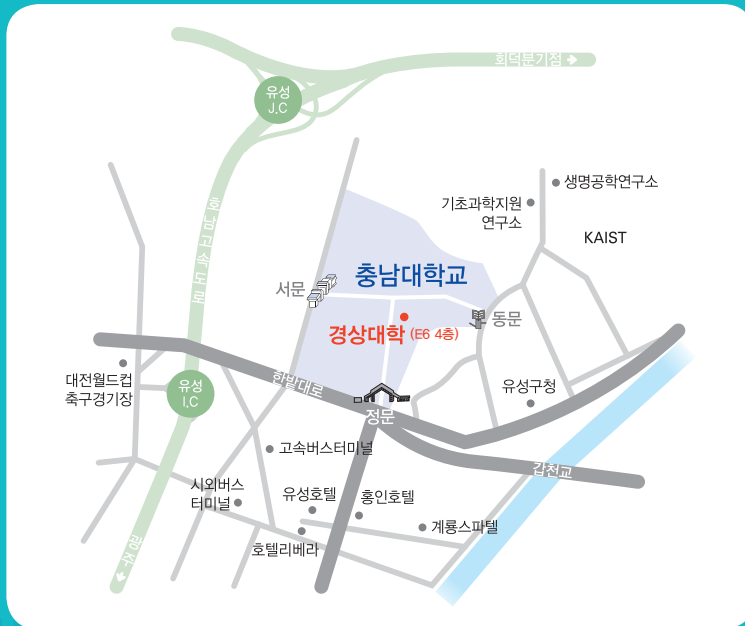 회덕분기점
유성
J.C
생명공학연구소
기초과학지원
연구소
KAIST
호남고속도로
충남대학교
서문
동문
경상대학 (E6 4층)
대전월드컵
축구경기장
유성
I.C
한밭대로
유성구청
정문
고속버스터미널
갑천교
시외버스
터미널
유성호텔
홍인호텔
계룡스파텔
호텔리베라
광주